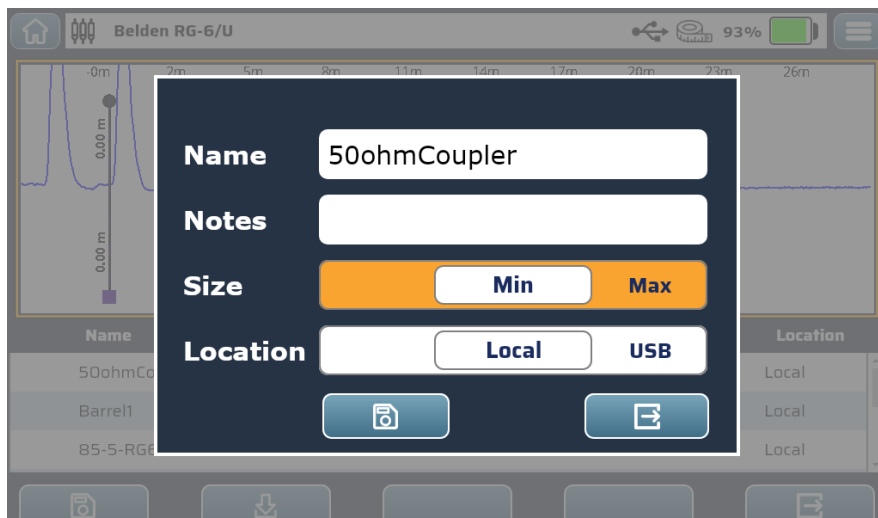 Belden RG-6/U
93%
-0m 2m 5m 8m 11m 14m 17m 20m 23m 26m
0.00 m
0.00 m
Name 50ohmCoupler
Notes
Size Min Max
Location Local USB
Name Location
50ohmCo Local
Barrel1 Local
85-5-RG6 Local